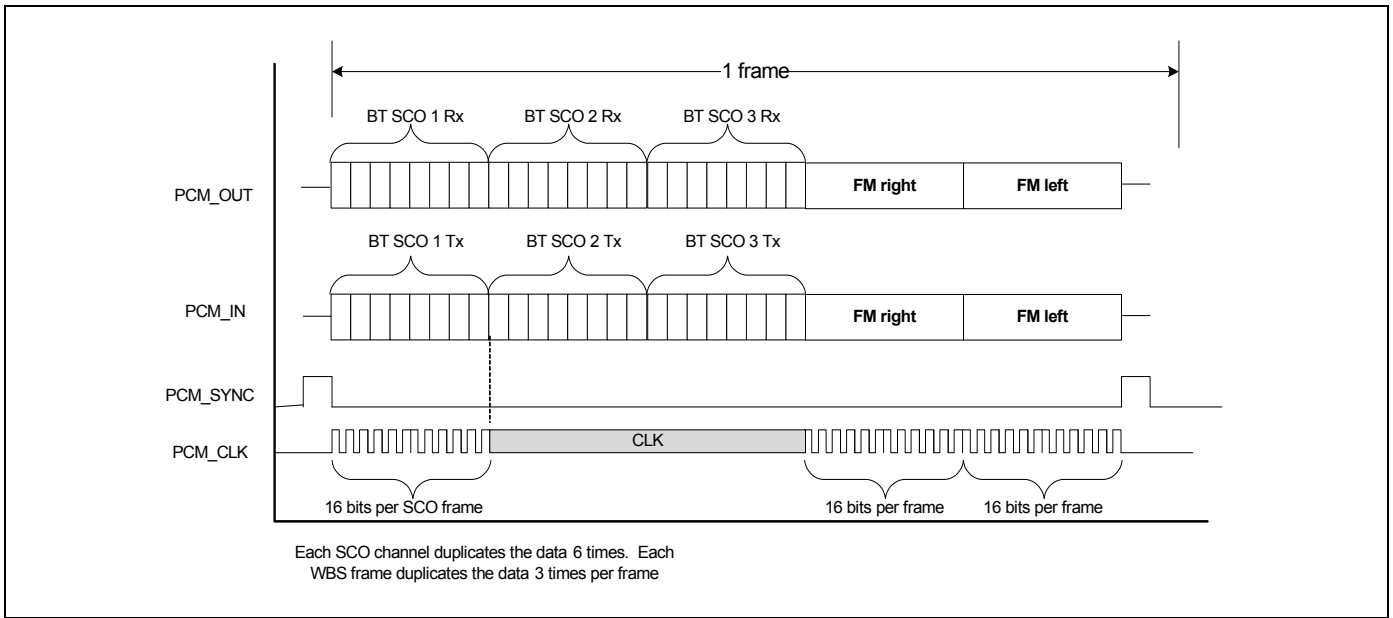 1 frame
BT SCO 1 Rx
BT SCO 2 Rx
BT SCO 3 Rx
PCM_OUT
FM right
FM left
BT SCO 1 Tx
BT SCO 2 Tx
BT SCO 3 Tx
PCM_IN
FM right
FM left
PCM_SYNC
PCM_CLK
CLK
16 bits per SCO frame
16 bits per frame
16 bits per frame
Each SCO channel duplicates the data 6 times. Each
WBS frame duplicates the data 3 times per frame